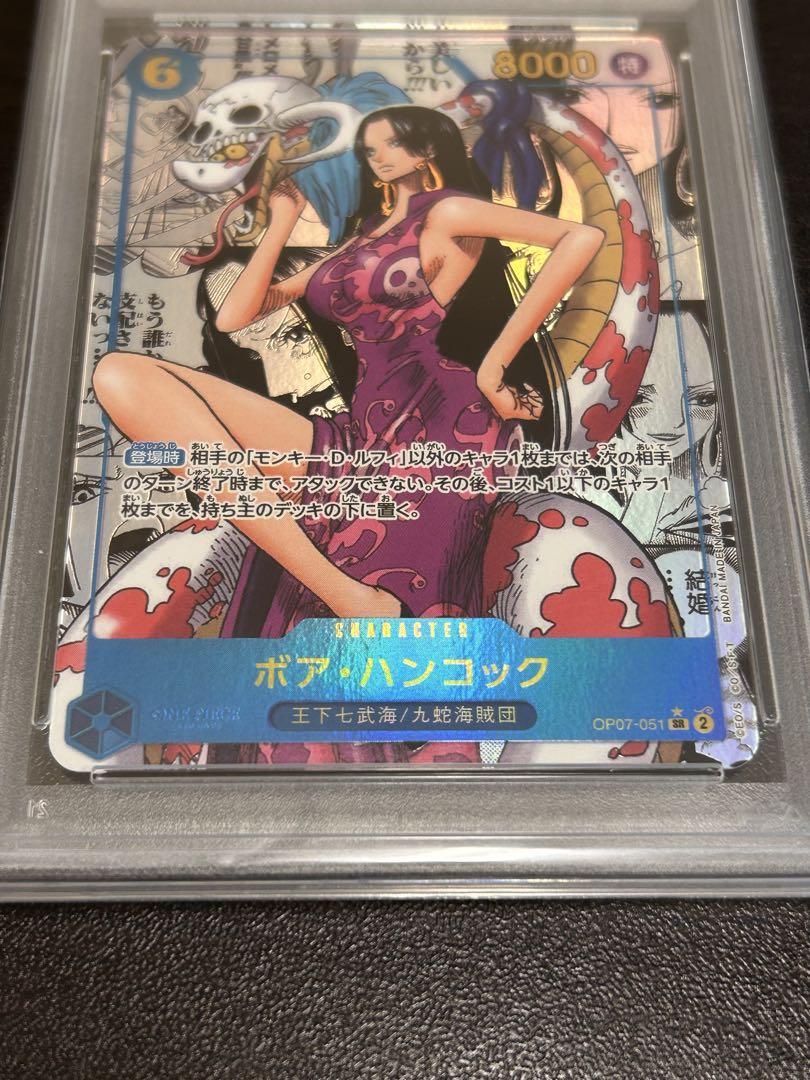 6
8000
特
美しい
から!!!
もう誰か
支配さ
ない…
登場時 相手の「モンキー・D・ルフィ」以外のキャラ1枚までは、次の相手
のターン終了時まで、アタックできない。その後、コスト1以下のキャラ1
枚までを、持ち主のデッキの下に置く。
結婚
CHARACTER
ボア・ハンコック
ONE PIECE
王下七武海/九蛇海賊団
OP07-051 SR 2
BANDAI MADE IN JAPAN